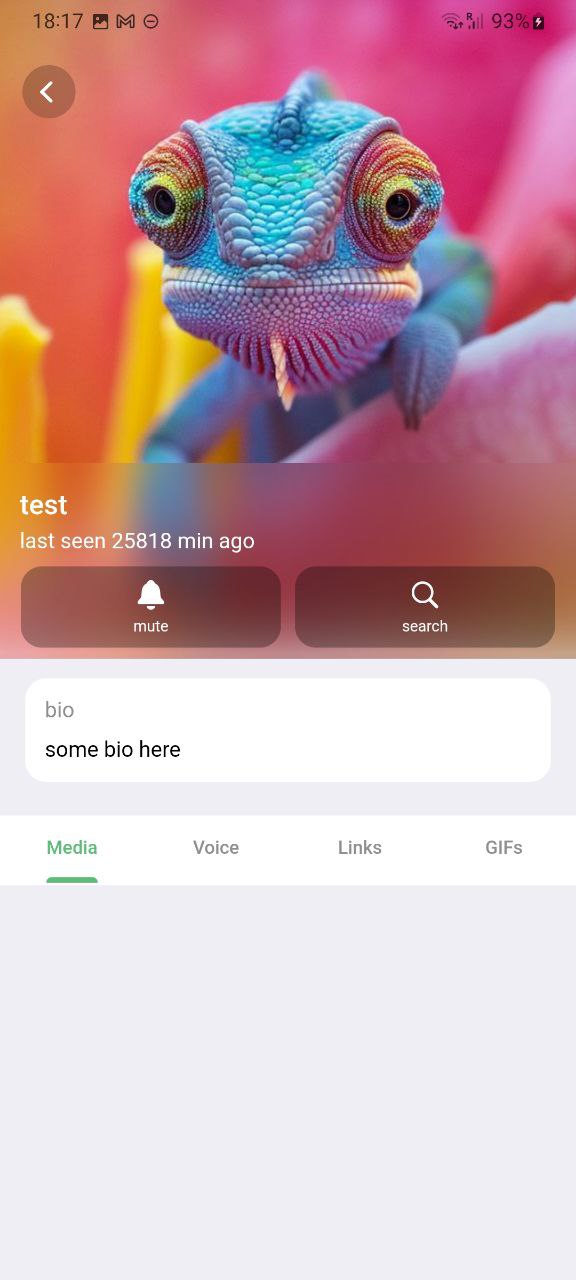 18:17 R 93%
test
last seen 25818 min ago
mute search
bio
some bio here
Media Voice Links GIFs